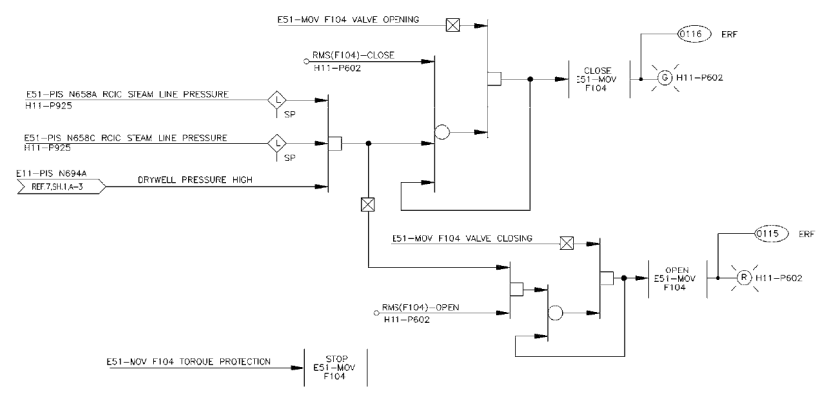 E51-MOV F104 VALVE OPENING
0116 ERF
RMS(F104)-CLOSE
H11-P602
CLOSE
E51-MOV
F104
G H11-P602
E51-PIS N658A RCIC STEAM LINE PRESSURE
H11-P925
L
SP
E51-PIS N658C RCIC STEAM LINE PRESSURE
H11-P925
L
SP
E11-PIS N694A
REF.7,SH.1,A-3
DRYWELL PRESSURE HIGH
0115 ERF
E51-MOV F104 VALVE CLOSING
OPEN
E51-MOV
F104
R H11-P602
RMS(F104)-OPEN
H11-P602
E51-MOV F104 TORQUE PROTECTION
STOP
E51-MOV
F104